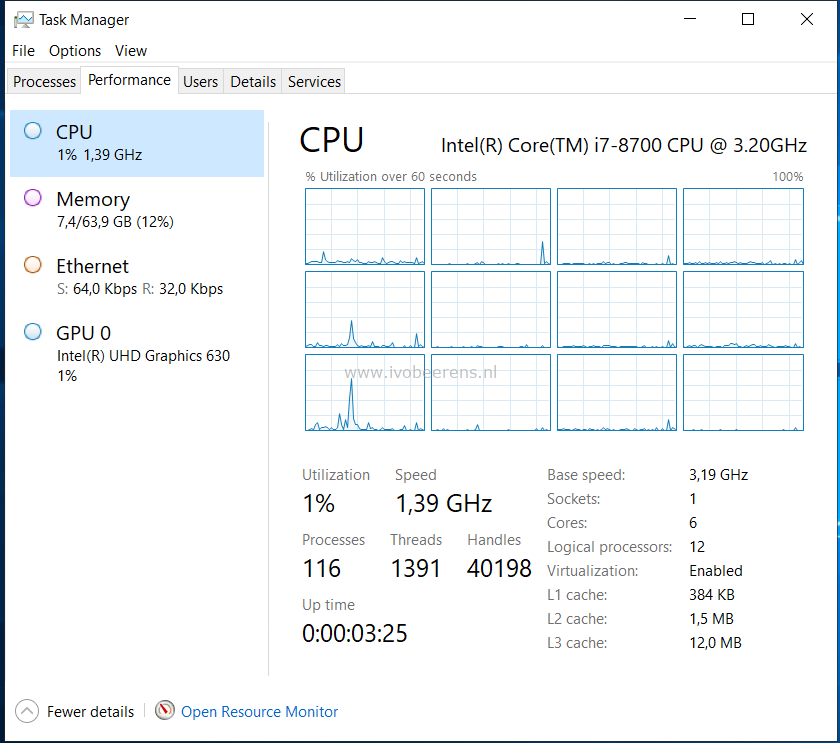 Task Manager
File Options View
Processes Performance Users Details Services
CPU
1% 1,39 GHz
Memory
7,4/63,9 GB (12%)
Ethernet
S: 64,0 Kbps R: 32,0 Kbps
GPU 0
Intel(R) UHD Graphics 630
1%
CPU Intel(R) Core(TM) i7-8700 CPU @ 3.20GHz
% Utilization over 60 seconds 100%
www.ivobeerens.nl
Utilization Speed
1% 1,39 GHz
Processes Threads Handles
116 1391 40198
Up time
0:00:03:25
Base speed: 3,19 GHz
Sockets: 1
Cores: 6
Logical processors: 12
Virtualization: Enabled
L1 cache: 384 KB
L2 cache: 1,5 MB
L3 cache: 12,0 MB
Fewer details Open Resource Monitor